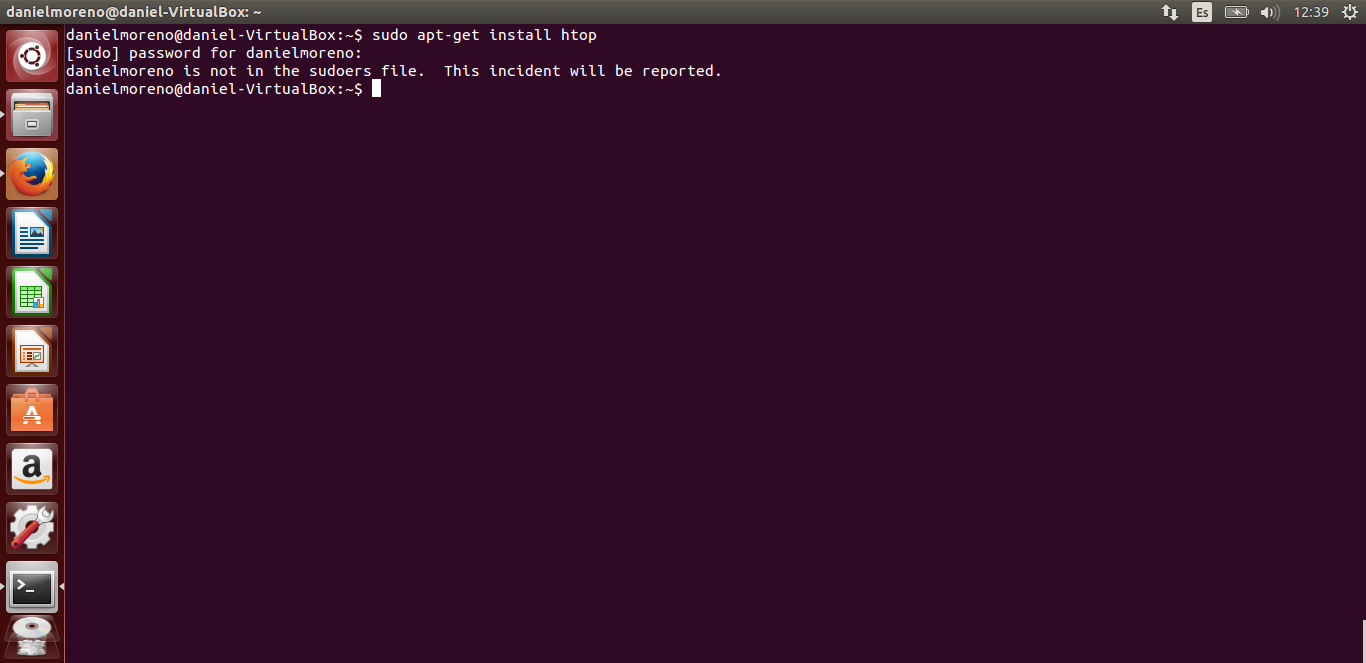 danielmoreno@daniel-VirtualBox: ~
Es
12:39
danielmoreno@daniel-VirtualBox:~$ sudo apt-get install htop
[sudo] password for danielmoreno:
danielmoreno is not in the sudoers file.  This incident will be reported.
danielmoreno@daniel-VirtualBox:~$